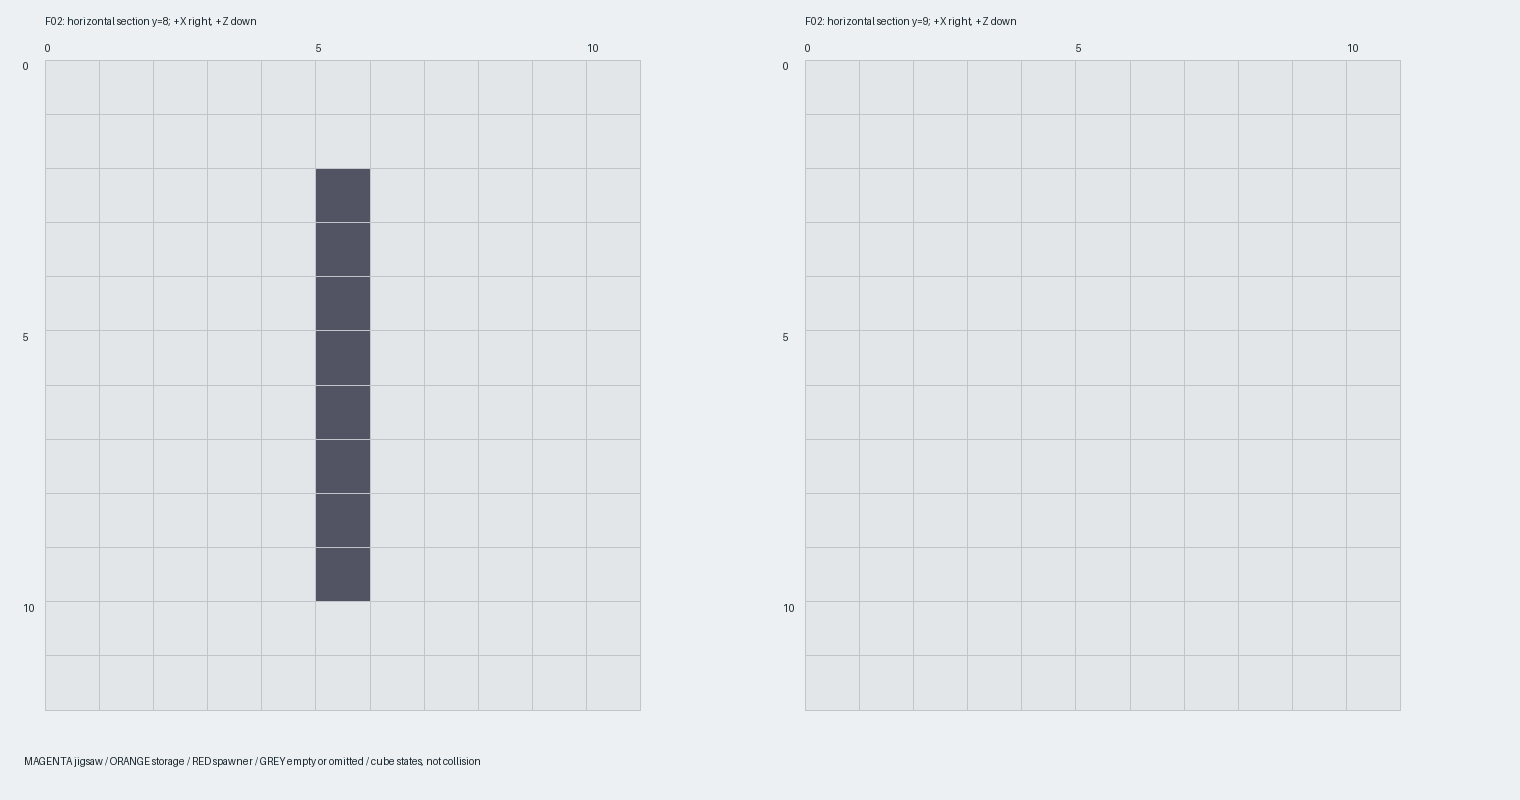 F02: horizontal section y=8; +X right, +Z down
F02: horizontal section y=9; +X right, +Z down
0 5 10
0 5 10
0
0
5
5
10
10
MAGENTA jigsaw / ORANGE storage / RED spawner / GREY empty or omitted / cube states, not collision